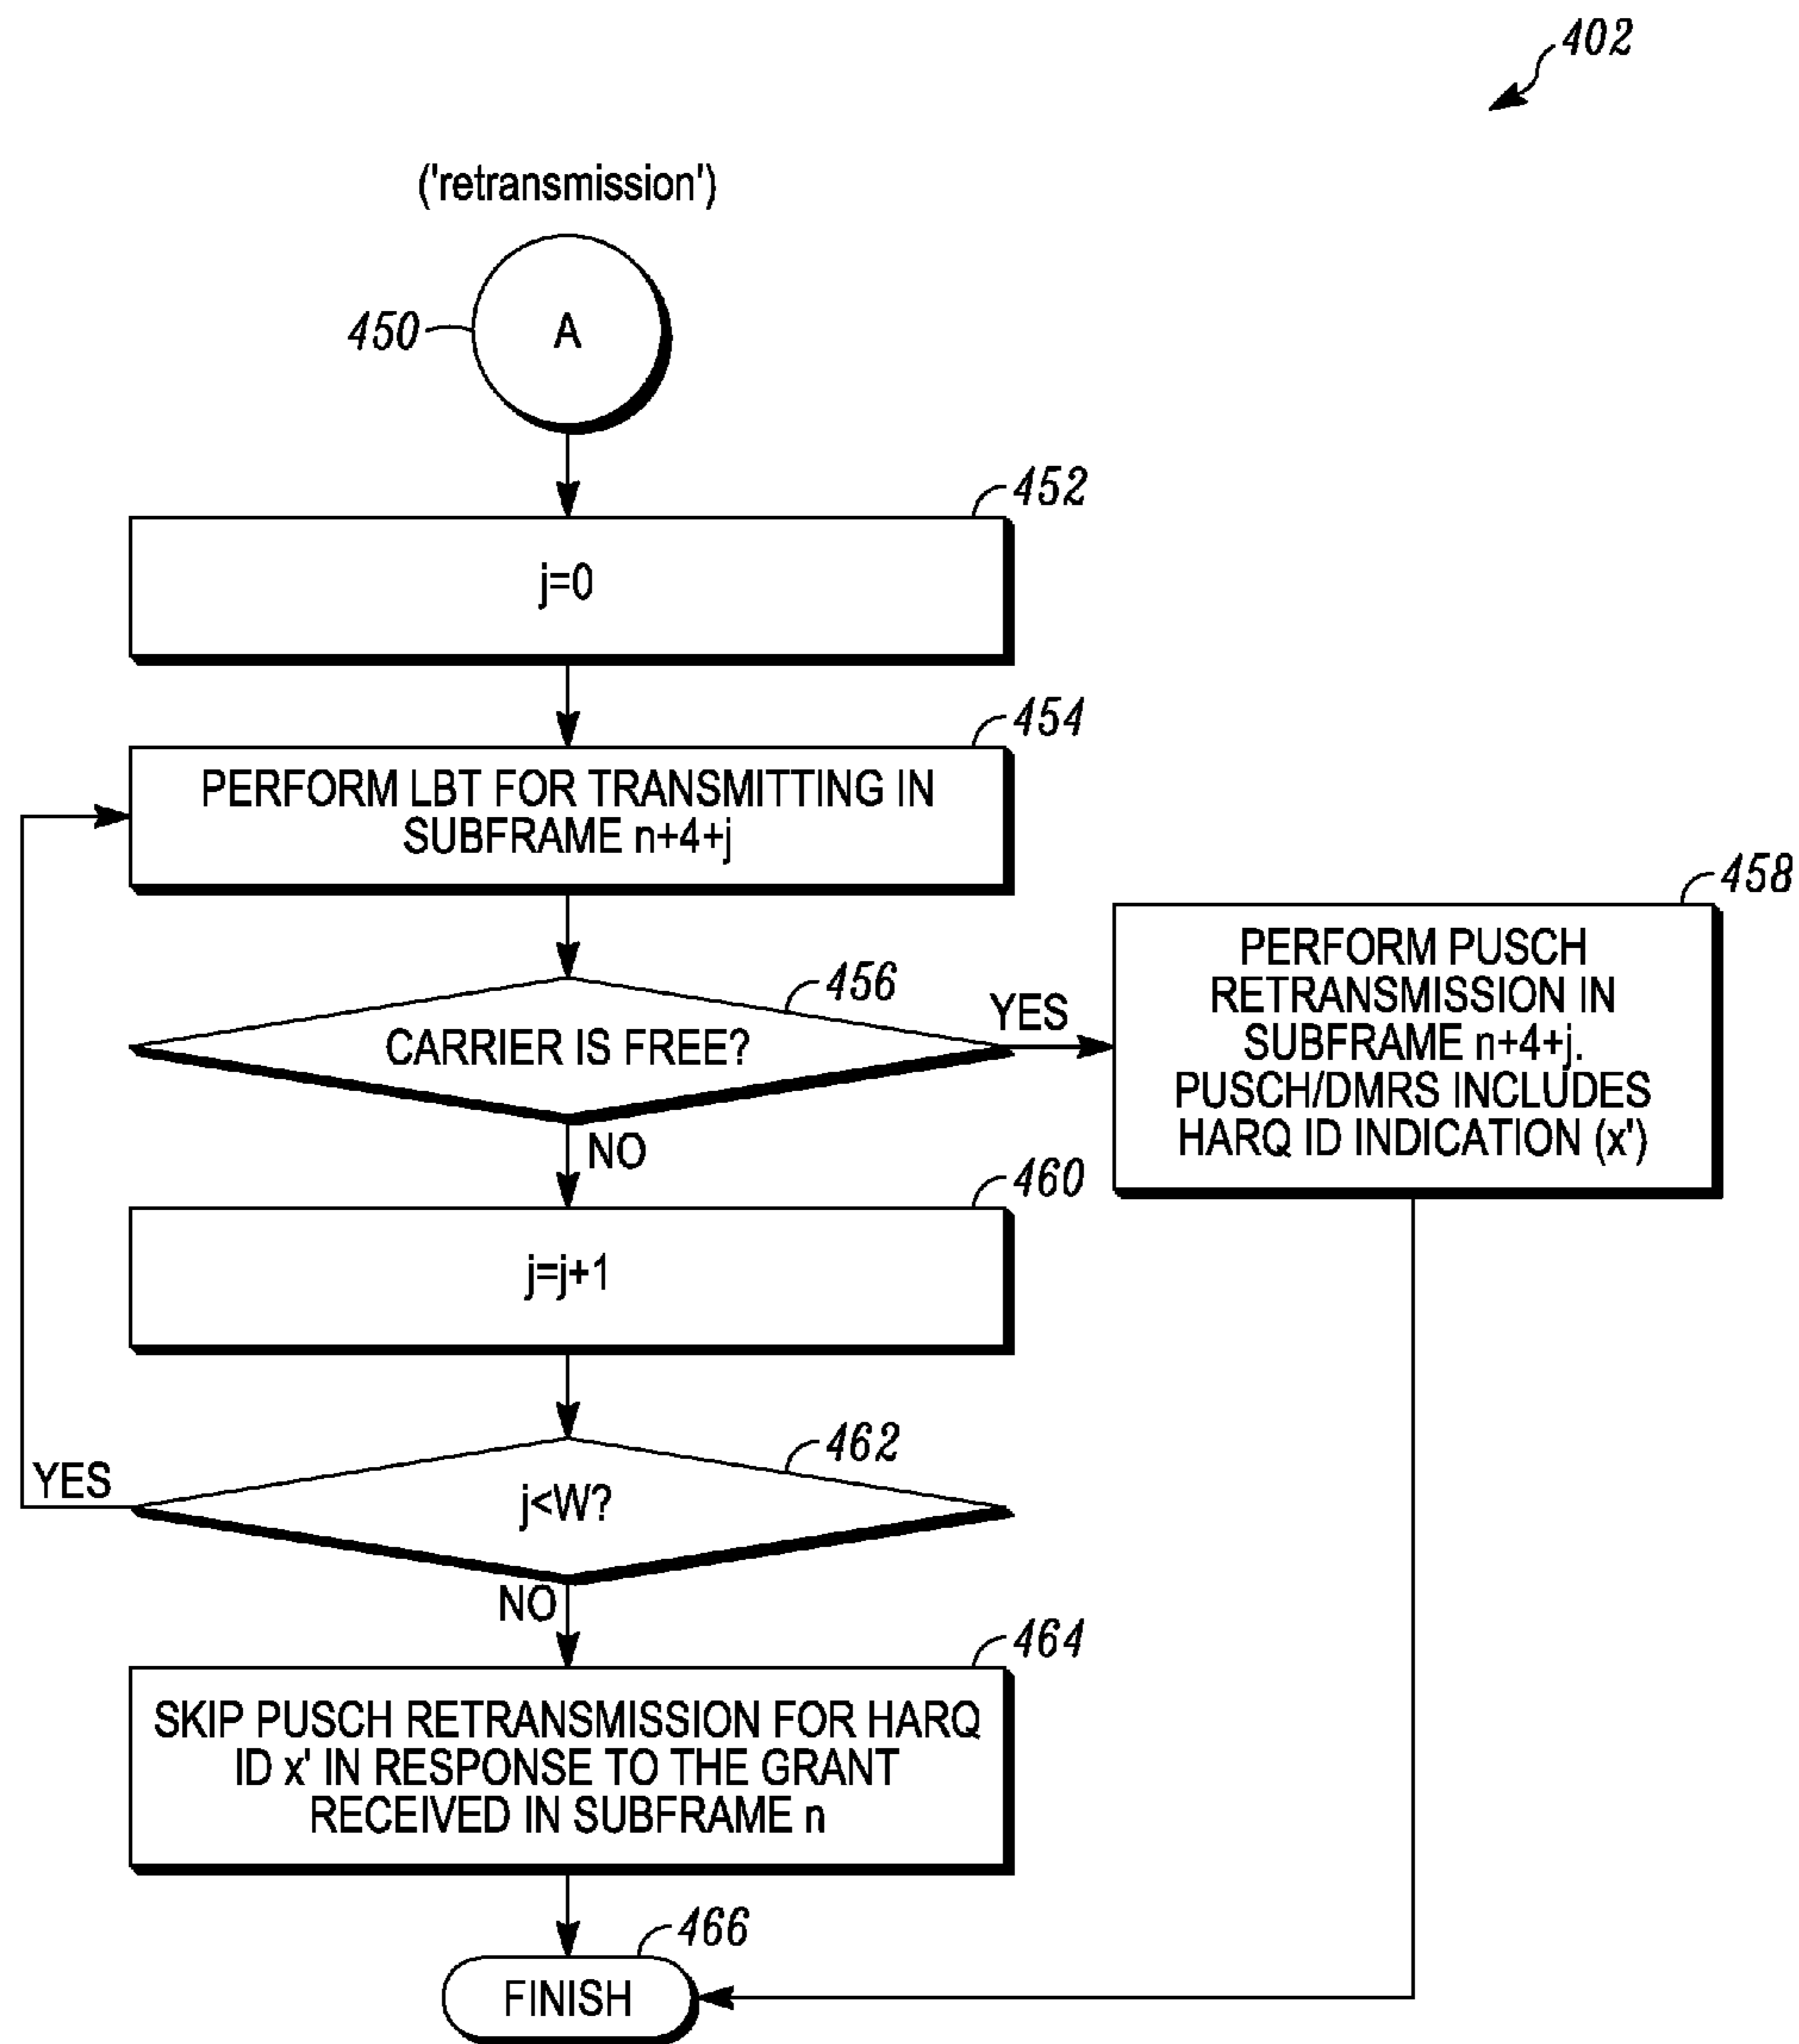 402
('retransmission')
450
A
452
j=0
454
PERFORM LBT FOR TRANSMITTING IN
SUBFRAME n+4+j
456
CARRIER IS FREE?
YES
NO
458
PERFORM PUSCH
RETRANSMISSION IN
SUBFRAME n+4+j.
PUSCH/DMRS INCLUDES
HARQ ID INDICATION (x')
460
j=j+1
462
j<W?
YES
NO
464
SKIP PUSCH RETRANSMISSION FOR HARQ
ID x' IN RESPONSE TO THE GRANT
RECEIVED IN SUBFRAME n
466
FINISH